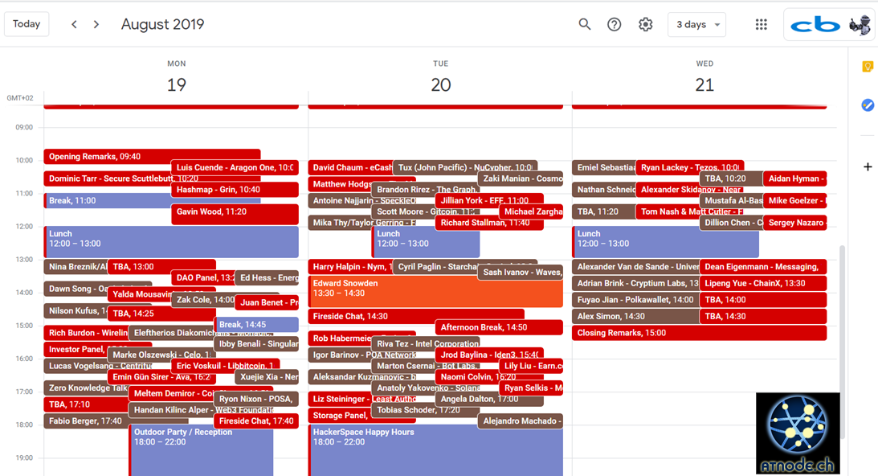 Today
August 2019
3 days
cb
MON
TUE
WED
19
20
21
GMT+02
09:00
10:00
11:00
12:00
13:00
14:00
15:00
16:00
17:00
18:00
19:00
Opening Remarks, 09:40
Luis Cuende - Aragon One, 10:0
Dominic Tarr - Secure Scuttlebutt, 10:20
Hashmap - Grin, 10:40
Break, 11:00
Gavin Wood, 11:20
Lunch
12:00 – 13:00
Nina Breznik/Al
TBA, 13:00
DAO Panel, 13:2
Ed Hess - Energ
Dawn Song - Oa
Yalda Mousavin
Zak Cole, 14:00
Juan Benet - Pr
Nilson Kufus, 14
TBA, 14:25
Break, 14:45
Rich Burdon - Wirelin
Eleftherios Diakomich
Ibby Benali - Singular
Investor Panel,
Marke Olszewski - Celo, 1
Lucas Vogelsang - Centrifug
Eric Voskuil - Libbitcoin, 1
Emin Gün Sirer - Ava, 16:2
Xuejie Xia - Ner
Zero Knowledge
Meltem Demiror - Co
Ryon Nixon - POSA,
TBA, 17:10
Handan Kilinc Alper - Web3 Foundat
Fabio Berger, 17:40
Fireside Chat, 17:40
Outdoor Party / Reception
18:00 – 22:00
David Chaum - eCash
Tux (John Pacific) - NuCypher, 10:0
Zaki Manian - Cosmo
Matthew Hodg
Brandon Rirez - The Graph
Antoine Najjarin - SpeckleO
Jillian York - EFF, 11:00
Scott Moore - Gitcoin, 11:2
Michael Zargha
Mika Thy/Taylor Gerring - F
Richard Stallman, 11:40
Lunch
12:00 – 13:00
Harry Halpin - Nym, 1
Cyril Paglin - Starcha
Sash Ivanov - Waves,
Edward Snowden
13:30 – 14:30
Fireside Chat, 14:30
Afternoon Break, 14:50
Rob Habermeie
Riva Tez - Intel Corporation
Igor Barinov - POA Network
Jrod Baylina - Iden3, 15:40
Marton Csernai - Bot Labs,
Lily Liu - Earn.c
Aleksandar Kuzmanovic - b
Naomi Colvin, 16:20
Anatoly Yakovenko - Solana
Ryan Selkis - M
Liz Steininger - Least Autho
Angela Dalton, 17:00
Storage Panel,
Tobias Schoder, 17:20
Alejandro Machado -
HackerSpace Happy Hours
18:00 – 22:00
Emiel Sebastia
Ryan Lackey - Tezos, 10:0
TBA, 10:20
Aidan Hyman -
Nathan Schneid
Alexander Skidanov - Near
Mustafa Al-Bas
Mike Goelzer -
TBA, 11:20
Tom Nash & Matt Cutler - B
Dillion Chen - C
Sergey Nazaro
Lunch
12:00 – 13:00
Alexander Van de Sande - Univer
Dean Eigenmann - Messaging,
Adrian Brink - Cryptium Labs, 13
Lipeng Yue - ChainX, 13:30
Fuyao Jian - Polkawallet, 14:00
TBA, 14:00
Alex Simon, 14:30
TBA, 14:30
Closing Remarks, 15:00
ATNODE.CH